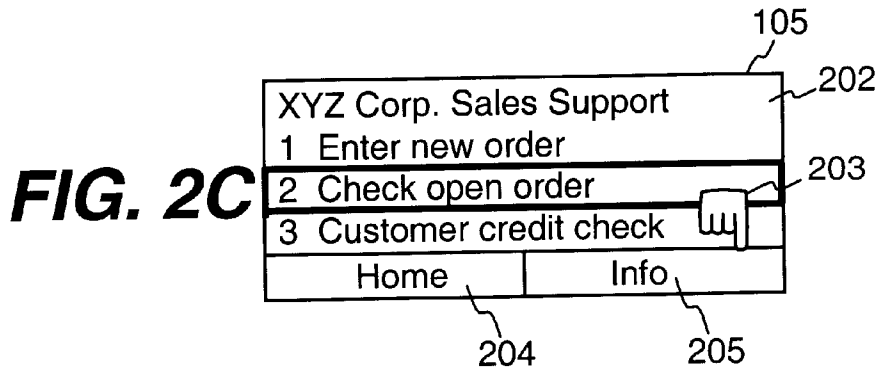 105
202
XYZ Corp. Sales Support
1 Enter new order
203
FIG. 2C
2 Check open order
3 Customer credit check
Home Info
204 205